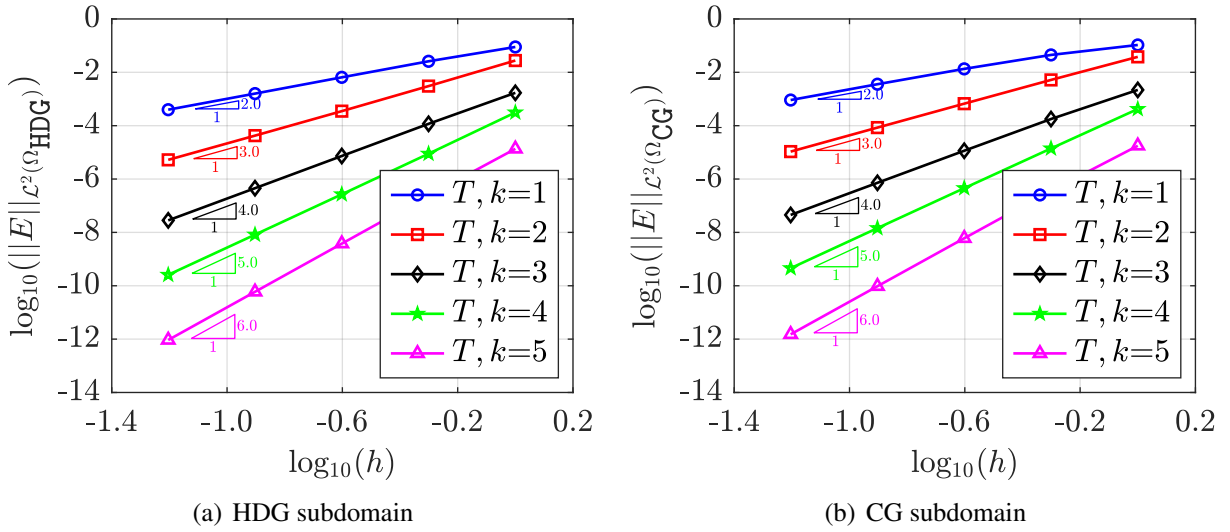 0
-2
-4
-6
-8
-10
-12
-14
-1.4
-1.0
-0.6
-0.2
0.2
log₁₀(h)
log₁₀(||E||_{𝓛²(Ω_HDG)})
2.0
1
3.0
1
4.0
1
5.0
1
6.0
1
T, k=1
T, k=2
T, k=3
T, k=4
T, k=5
(a) HDG subdomain
0
-2
-4
-6
-8
-10
-12
-14
-1.4
-1.0
-0.6
-0.2
0.2
log₁₀(h)
log₁₀(||E||_{𝓛²(Ω_CG)})
2.0
1
3.0
1
4.0
1
5.0
1
6.0
1
T, k=1
T, k=2
T, k=3
T, k=4
T, k=5
(b) CG subdomain